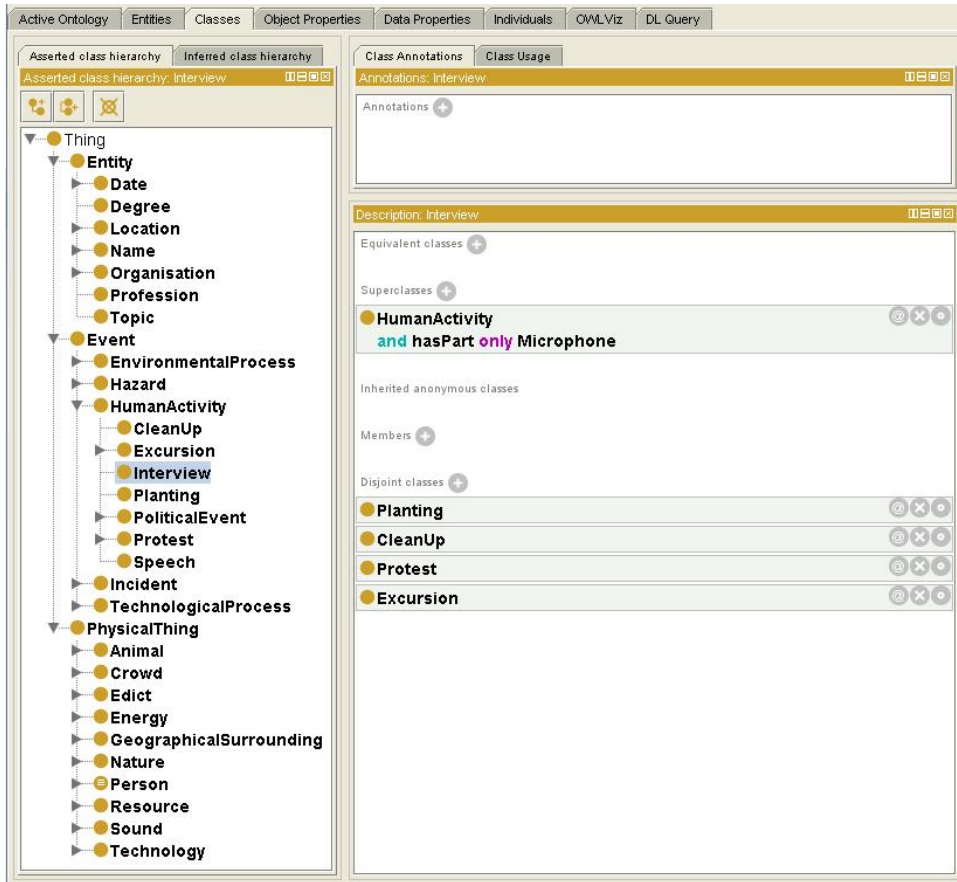 Active Ontology Entities Classes Object Properties Data Properties Individuals OWLViz DL Query
Asserted class hierarchy Inferred class hierarchy
Asserted class hierarchy: Interview
Thing
Entity
Date
Degree
Location
Name
Organisation
Profession
Topic
Event
EnvironmentalProcess
Hazard
HumanActivity
CleanUp
Excursion
Interview
Planting
PoliticalEvent
Protest
Speech
Incident
TechnologicalProcess
PhysicalThing
Animal
Crowd
Edict
Energy
GeographicalSurrounding
Nature
Person
Resource
Sound
Technology
Class Annotations Class Usage
Annotations: Interview
Annotations
Description: Interview
Equivalent classes
Superclasses
HumanActivity
and hasPart only Microphone
Inherited anonymous classes
Members
Disjoint classes
Planting
CleanUp
Protest
Excursion